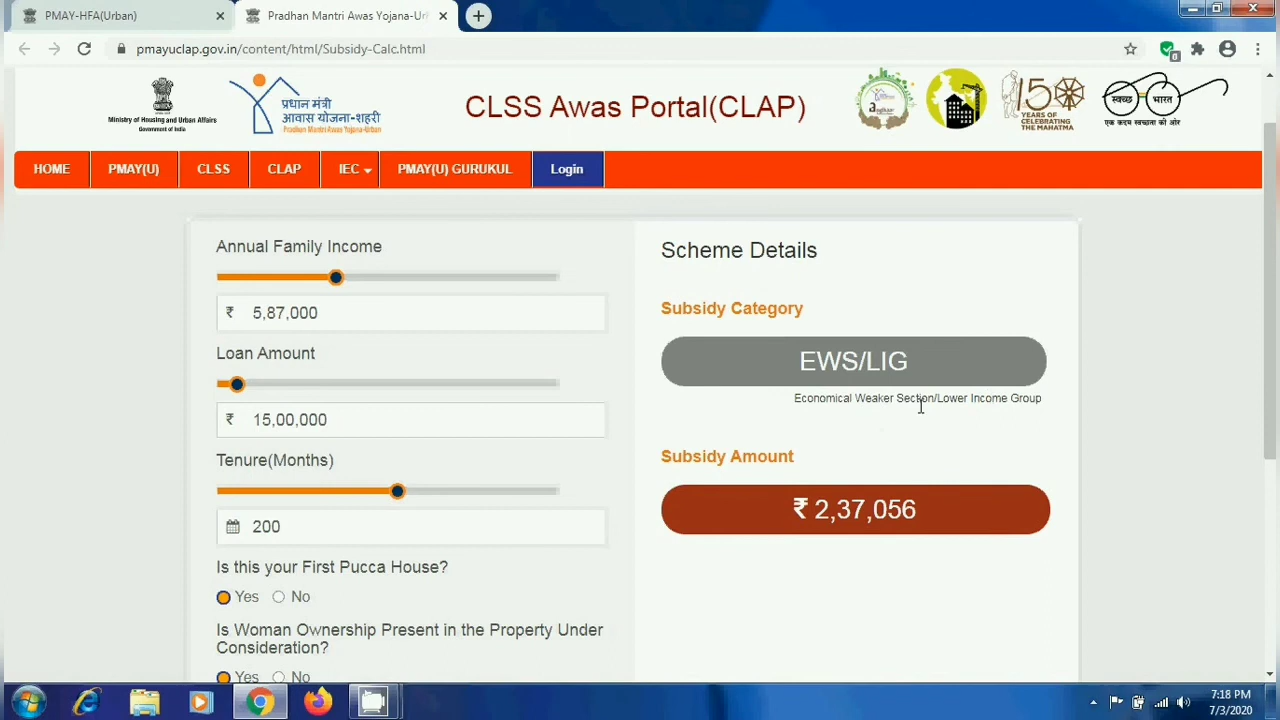 PMAY-HFA(Urban)
Pradhan Mantri Awas Yojana-Ur
pmayuclap.gov.in/content/html/Subsidy-Calc.html
0
Ministry of Housing and Urban Affairs
Government of India
प्रधान मंत्री
आवास योजना-शहरी
Pradhan Mantri Awas Yojana-Urban
CLSS Awas Portal(CLAP)
150
YEARS OF
CELEBRATING
THE MAHATMA
स्वच्छ भारत
एक कदम स्वच्छता की ओर
HOME
PMAY(U)
CLSS
CLAP
IEC
PMAY(U) GURUKUL
Login
Annual Family Income
₹ 5,87,000
Loan Amount
₹ 15,00,000
Tenure(Months)
200
Is this your First Pucca House?
Yes No
Is Woman Ownership Present in the Property Under
Consideration?
Yes No
Scheme Details
Subsidy Category
EWS/LIG
Economical Weaker Section/Lower Income Group
Subsidy Amount
₹ 2,37,056
7:18 PM
7/3/2020